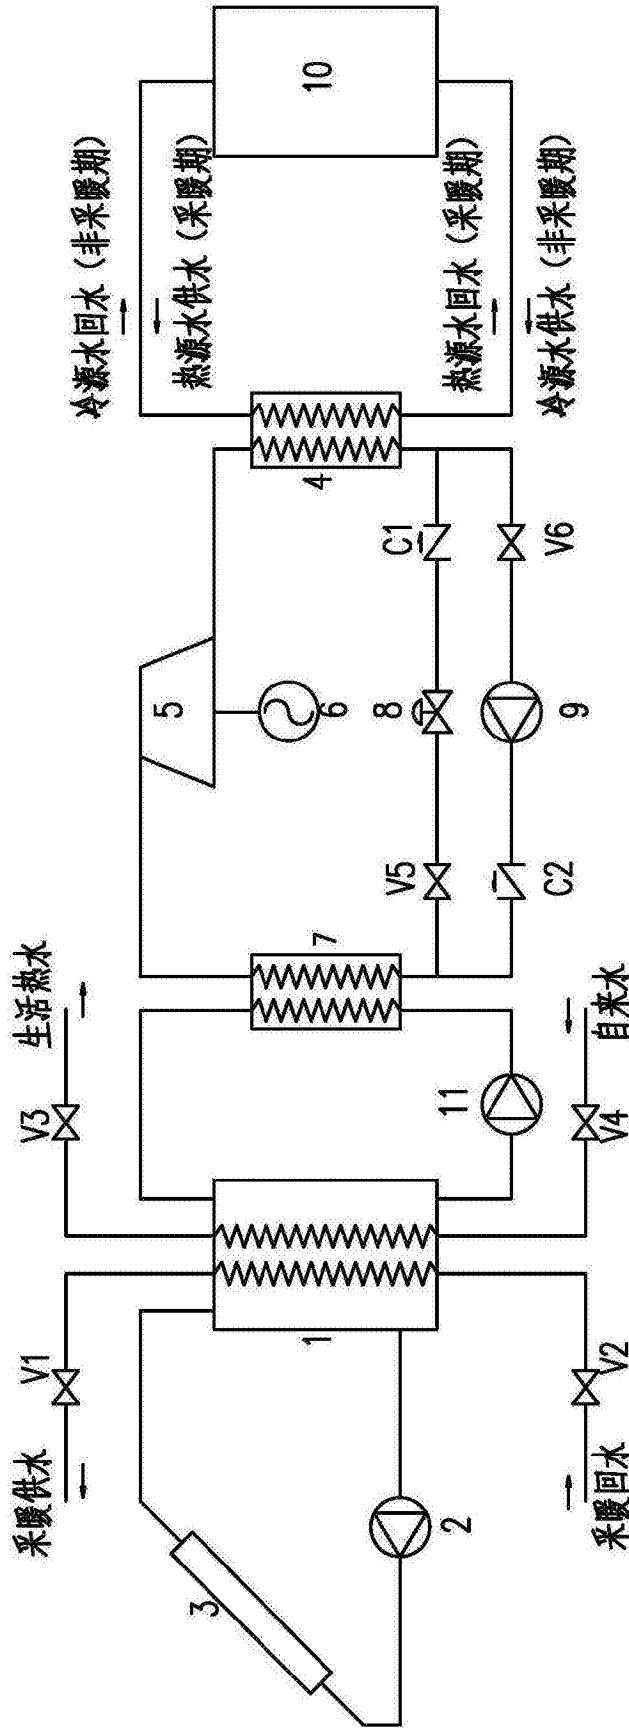 采暖供水
V1
V3
生活热水
冷源水回水（非采暖期）
热源水供水（采暖期）
3
1
7
5
6
4
10
2
11
V5
8
C1
C2
9
V6
热源水回水（采暖期）
冷源水供水（非采暖期）
采暖回水
V2
V4
自来水